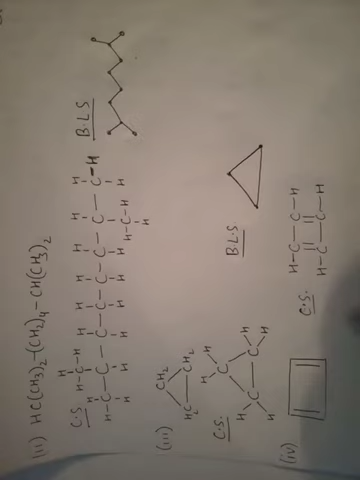 (ii) HC(CH3)2-(CH2)4-CH(CH3)2
C.S
H
H-C-H
H H H H H H H
H-C-C-C-C-C-C-C-C-H
H H H H H H
H-C-H
H
B.L.S
(iii) CH2
H2C CH2
C.S.
H H
C
H C C H
H H
B.L.S.
(iv)
C.S.
H-C-C-H
H-C-C-H